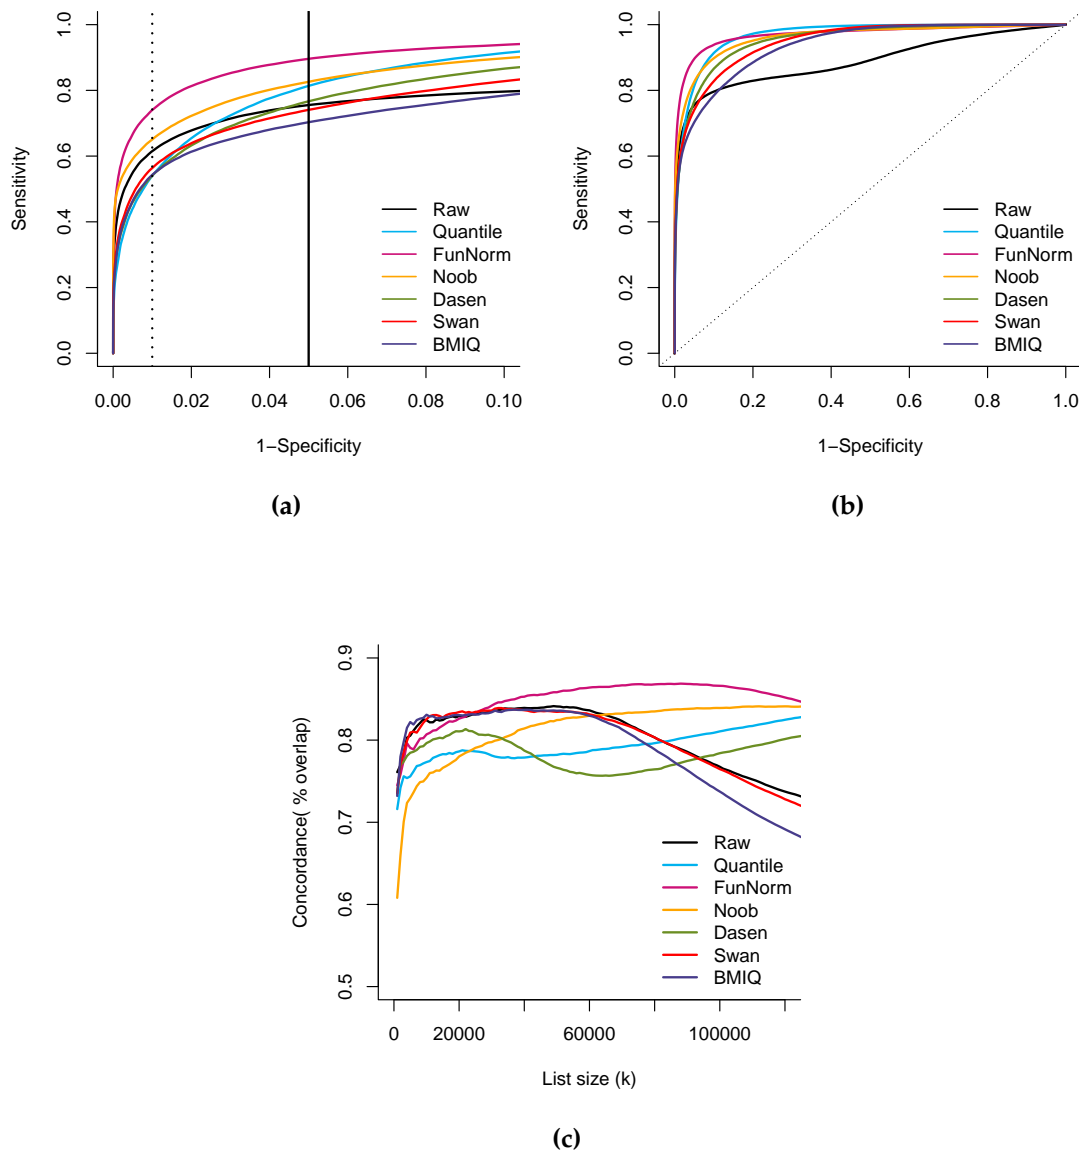 1.0
0.8
0.6
0.4
0.2
0.0
Sensitivity
Raw
Quantile
FunNorm
Noob
Dasen
Swan
BMIQ
0.00 0.02 0.04 0.06 0.08 0.10
1−Specificity
(a)
1.0
0.8
0.6
0.4
0.2
0.0
Sensitivity
Raw
Quantile
FunNorm
Noob
Dasen
Swan
BMIQ
0.0 0.2 0.4 0.6 0.8 1.0
1−Specificity
(b)
0.9
0.8
0.7
0.6
0.5
Concordance( % overlap)
Raw
Quantile
FunNorm
Noob
Dasen
Swan
BMIQ
0 20000 60000 100000
List size (k)
(c)